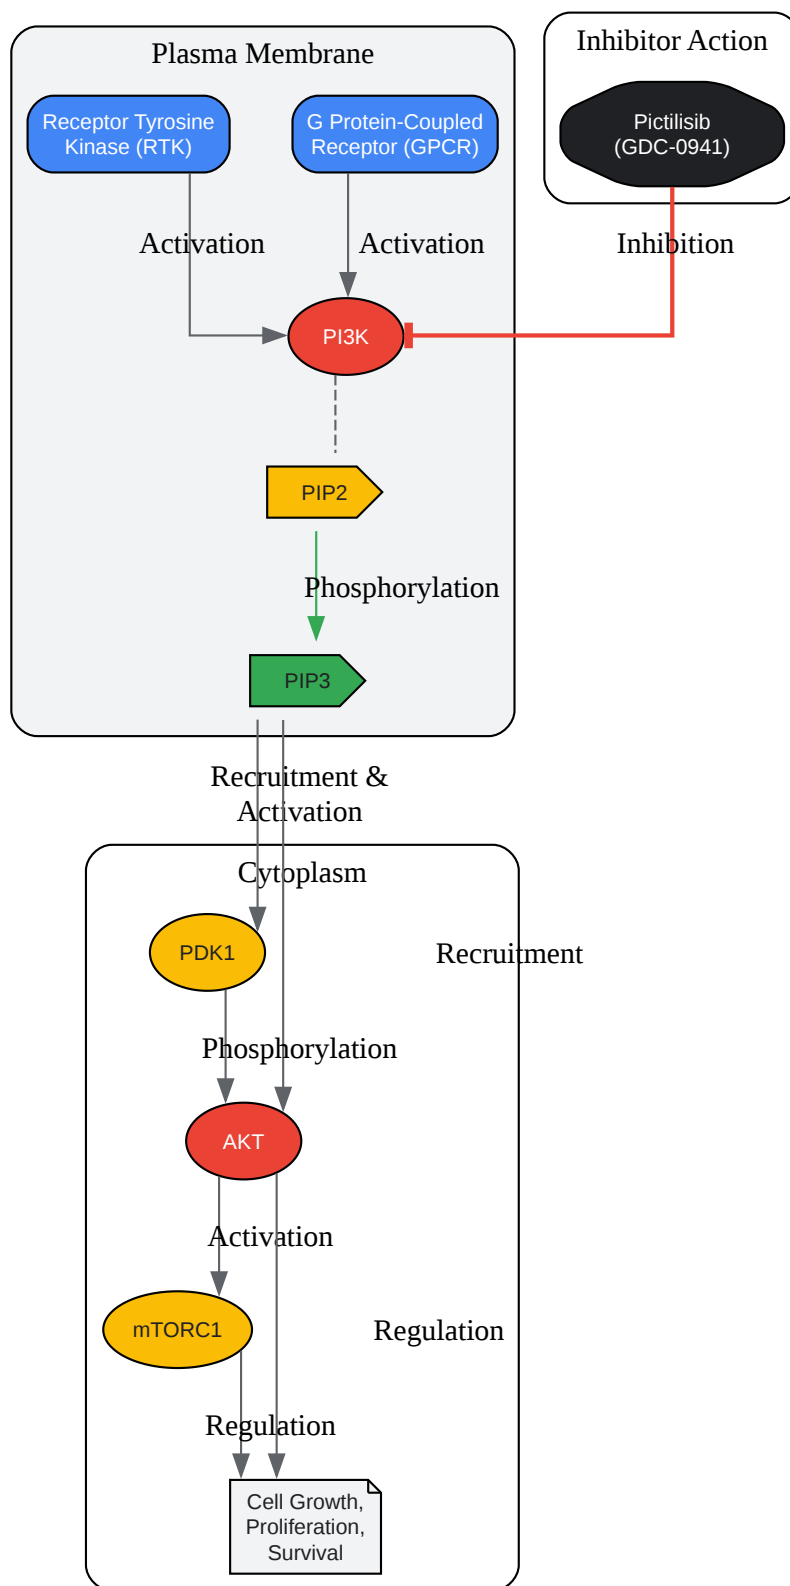 Plasma Membrane
Inhibitor Action
Receptor Tyrosine
Kinase (RTK)
G Protein-Coupled
Receptor (GPCR)
Pictilisib
(GDC-0941)
Activation
Activation
Inhibition
PI3K
PIP2
Phosphorylation
PIP3
Recruitment &
Activation
Cytoplasm
PDK1
Recruitment
Phosphorylation
AKT
Activation
mTORC1
Regulation
Regulation
Cell Growth,
Proliferation,
Survival